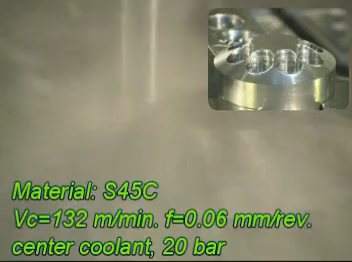 Material: S45C
Vc=132 m/min. f=0.06 mm/rev.
center coolant, 20 bar